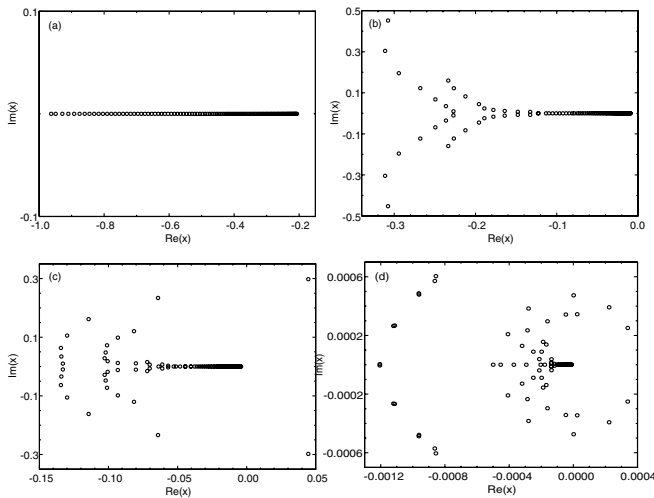 (a)
0.1
Im(x)
-0.1
-1.0 -0.8 -0.6 -0.4 -0.2
Re(x)
(b)
0.5
0.3
0.1
Im(x)
-0.1
-0.3
-0.5
-0.3 -0.2 -0.1 0.0
Re(x)
(c)
0.3
0.1
Im(x)
-0.1
-0.3
-0.15 -0.10 -0.05 0.00 0.05
Re(x)
(d)
0.0006
0.0002
Im(x)
-0.0002
-0.0006
-0.0012 -0.0008 -0.0004 0.0000 0.0004
Re(x)